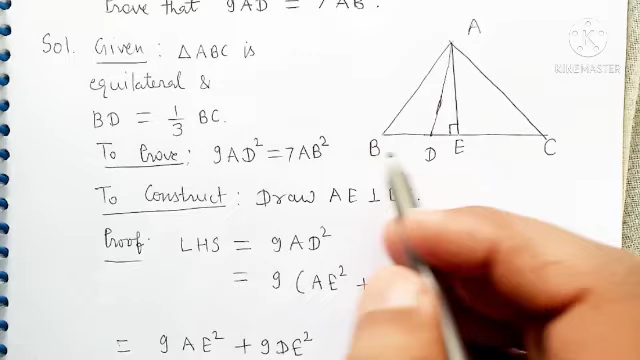 Prove that 9AD² = 7AB²
Sol. Given : △ABC is
equilateral &
BD = 1/3 BC.
To Prove : 9AD² = 7AB²
To Construct : Draw AE ⊥
Proof. LHS = 9AD²
= 9 (AE² +
= 9AE² + 9DE²
A
B
D
E
C
KINEMASTER